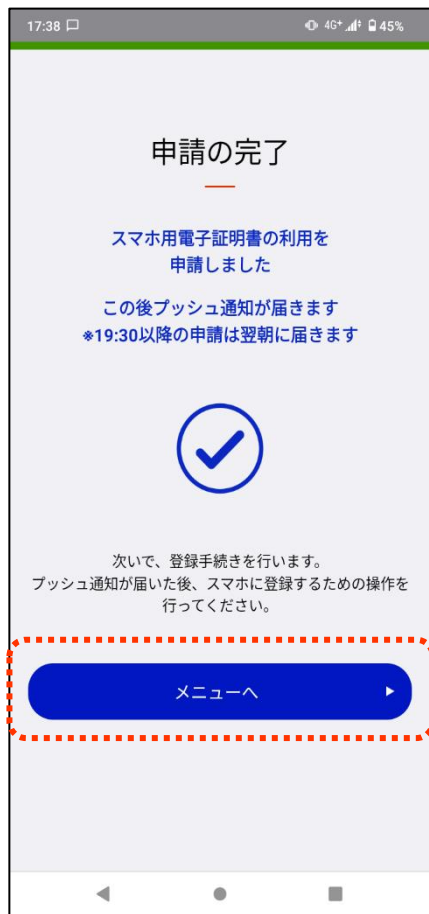 17:38 4G+ 45%
申請の完了
スマホ用電子証明書の利用を
申請しました
この後プッシュ通知が届きます
※19:30以降の申請は翌朝に届きます
次いで、登録手続きを行います。
プッシュ通知が届いた後、スマホに登録するための操作を
行ってください。
メニューへ